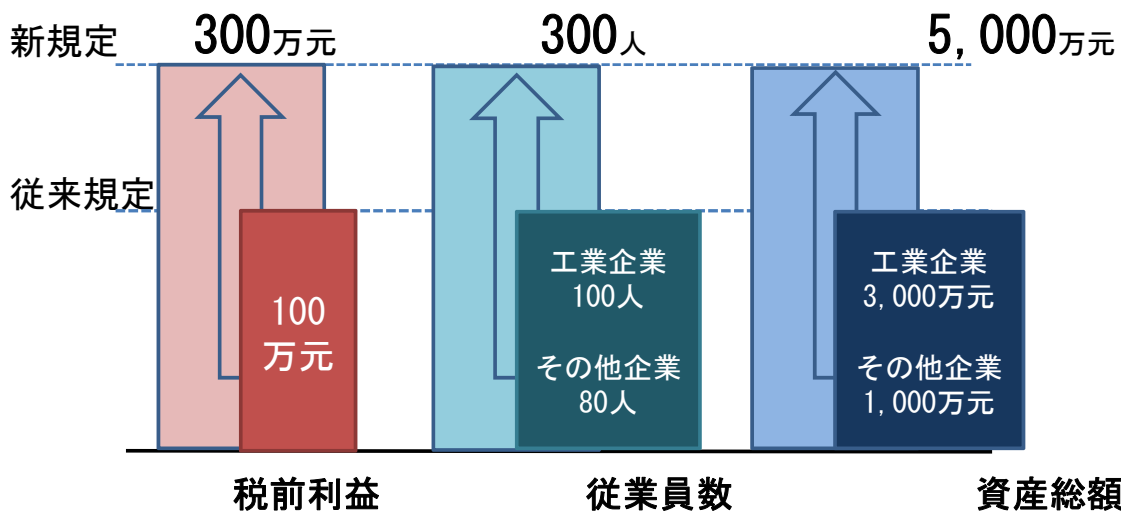 新規定 300万元 300人 5,000万元
従来規定
100
万元
工業企業
100人
その他企業
80人
工業企業
3,000万元
その他企業
1,000万元
税前利益 従業員数 資産総額